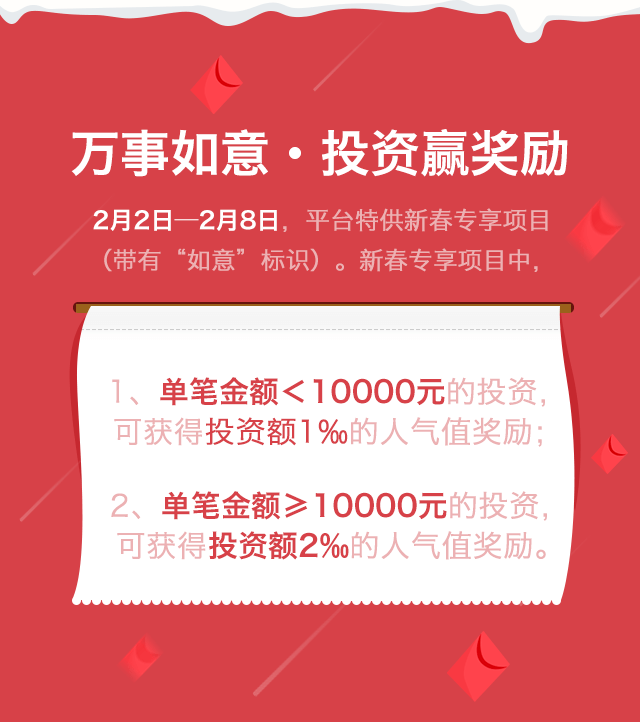 万事如意·投资赢奖励
2月2日—2月8日，平台特供新春专享项目
（带有“如意”标识）。新春专享项目中，
1、单笔金额＜10000元的投资，
可获得投资额1‰的人气值奖励；
2、单笔金额⩾10000元的投资，
可获得投资额2‰的人气值奖励。